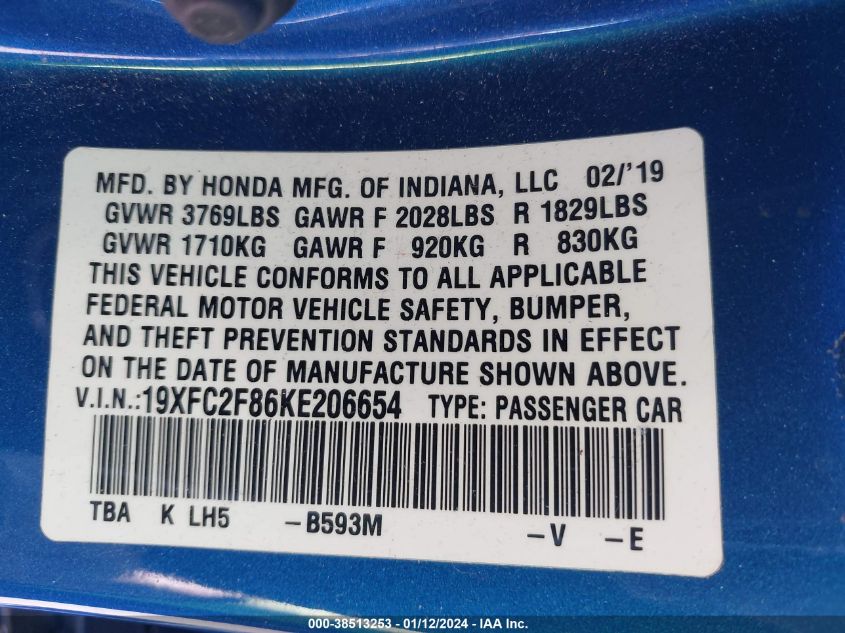 MFD. BY HONDA MFG. OF INDIANA, LLC 02/'19
GVWR 3769LBS GAWR F 2028LBS R 1829LBS
GVWR 1710KG GAWR F 920KG R 830KG
THIS VEHICLE CONFORMS TO ALL APPLICABLE
FEDERAL MOTOR VEHICLE SAFETY, BUMPER,
AND THEFT PREVENTION STANDARDS IN EFFECT
ON THE DATE OF MANUFACTURE SHOWN ABOVE.
V.I.N.:19XFC2F86KE206654 TYPE: PASSENGER CAR
TBA K LH5 -B593M -V -E
000-38513253 - 01/12/2024 - IAA Inc.